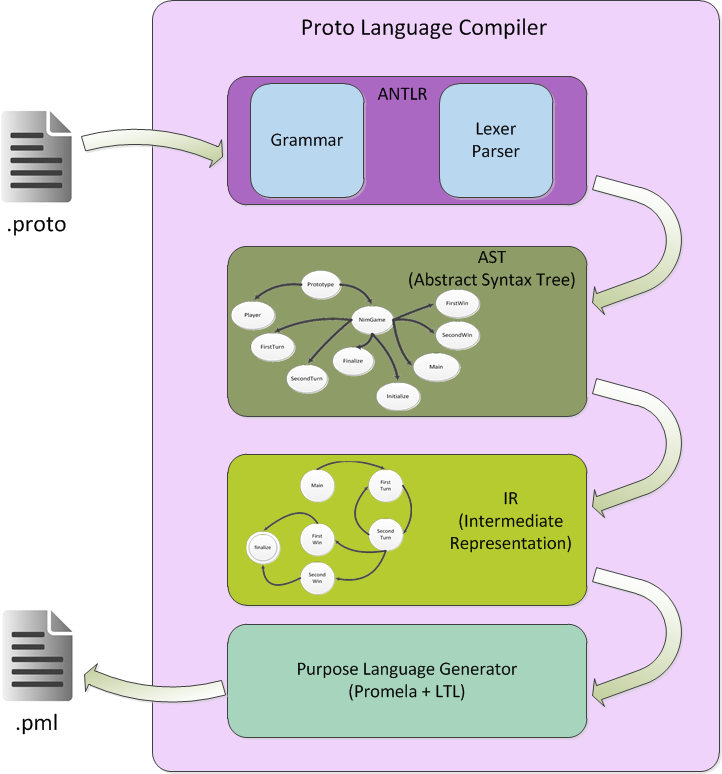 Proto Language Compiler
ANTLR
Grammar
Lexer
Parser
.proto
AST
(Abstract Syntax Tree)
Prototype
Player
NimGame
FirstWin
FirstTurn
SecondWin
Finalize
Main
SecondTurn
Initialize
Main
First
Turn
IR
(Intermediate
Representation)
Second
Turn
First
Win
finalize
Second
Win
Purpose Language Generator
(Promela + LTL)
.pml